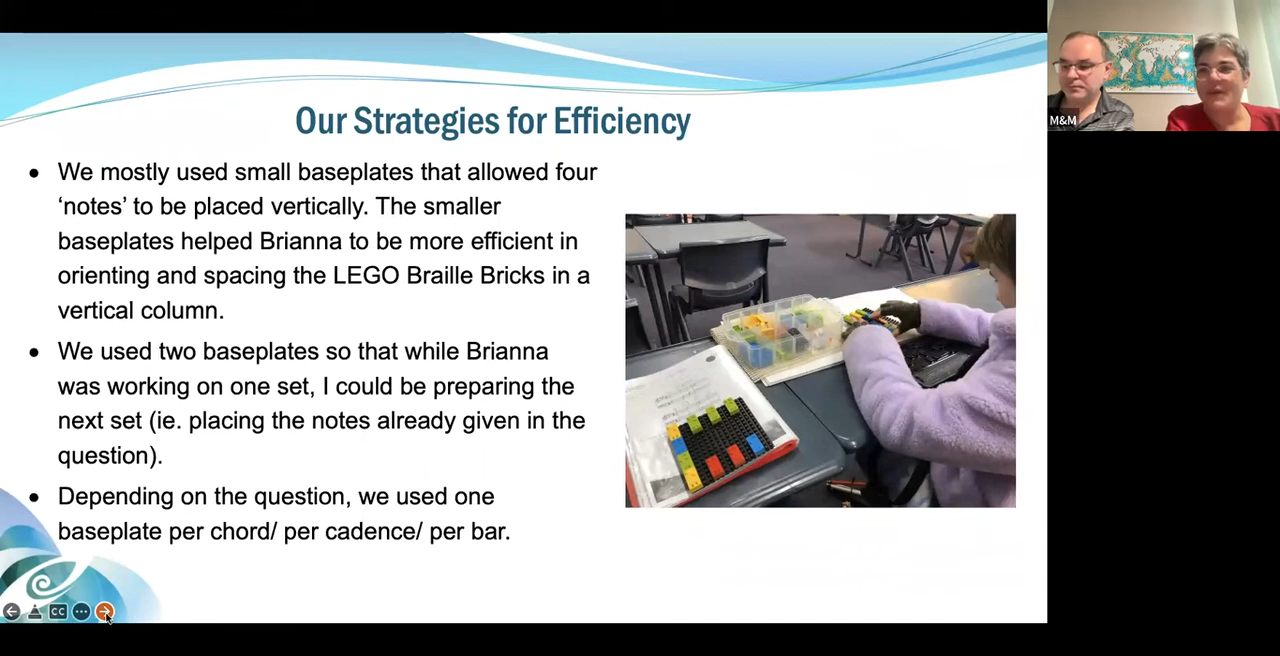 Our Strategies for Efficiency
• We mostly used small baseplates that allowed four
‘notes’ to be placed vertically. The smaller
baseplates helped Brianna to be more efficient in
orienting and spacing the LEGO Braille Bricks in a
vertical column.
• We used two baseplates so that while Brianna
was working on one set, I could be preparing the
next set (ie. placing the notes already given in the
question).
• Depending on the question, we used one
baseplate per chord/ per cadence/ per bar.
M&M
CC